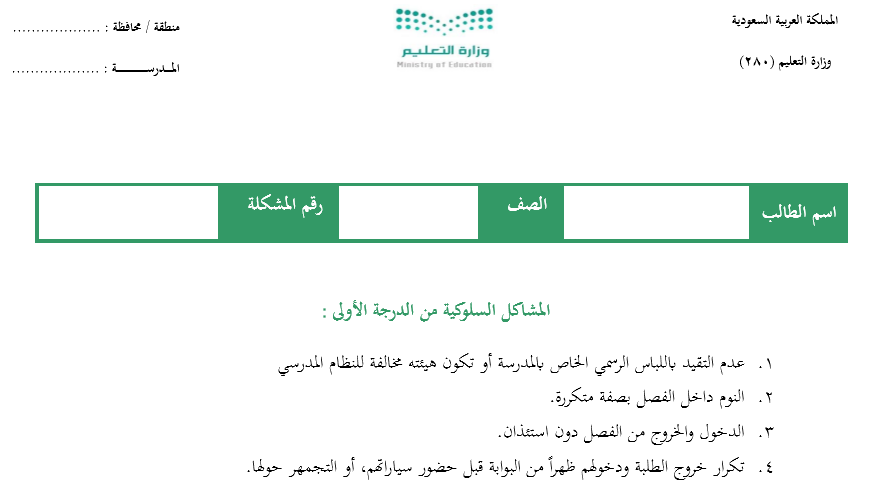 المملكة العربية السعودية
وزارة التعليم (٢٨٠)
وزارة التعليم
Ministry of Education
منطقة / محافظة : ...................
المـدرســـــــة : ...................
اسم الطالب
الصف
رقم المشكلة
المشاكل السلوكية من الدرجة الأولى :
١. عدم التقيد باللباس الرسمي الخاص بالمدرسة أو تكون هيئته مخالفة للنظام المدرسي
٢. النوم داخل الفصل بصفة متكررة.
٣. الدخول والخروج من الفصل دون استئذان.
٤. تكرار خروج الطلبة ودخولهم ظهراً من البوابة قبل حضور سياراتهم، أو التجمهر حولها.